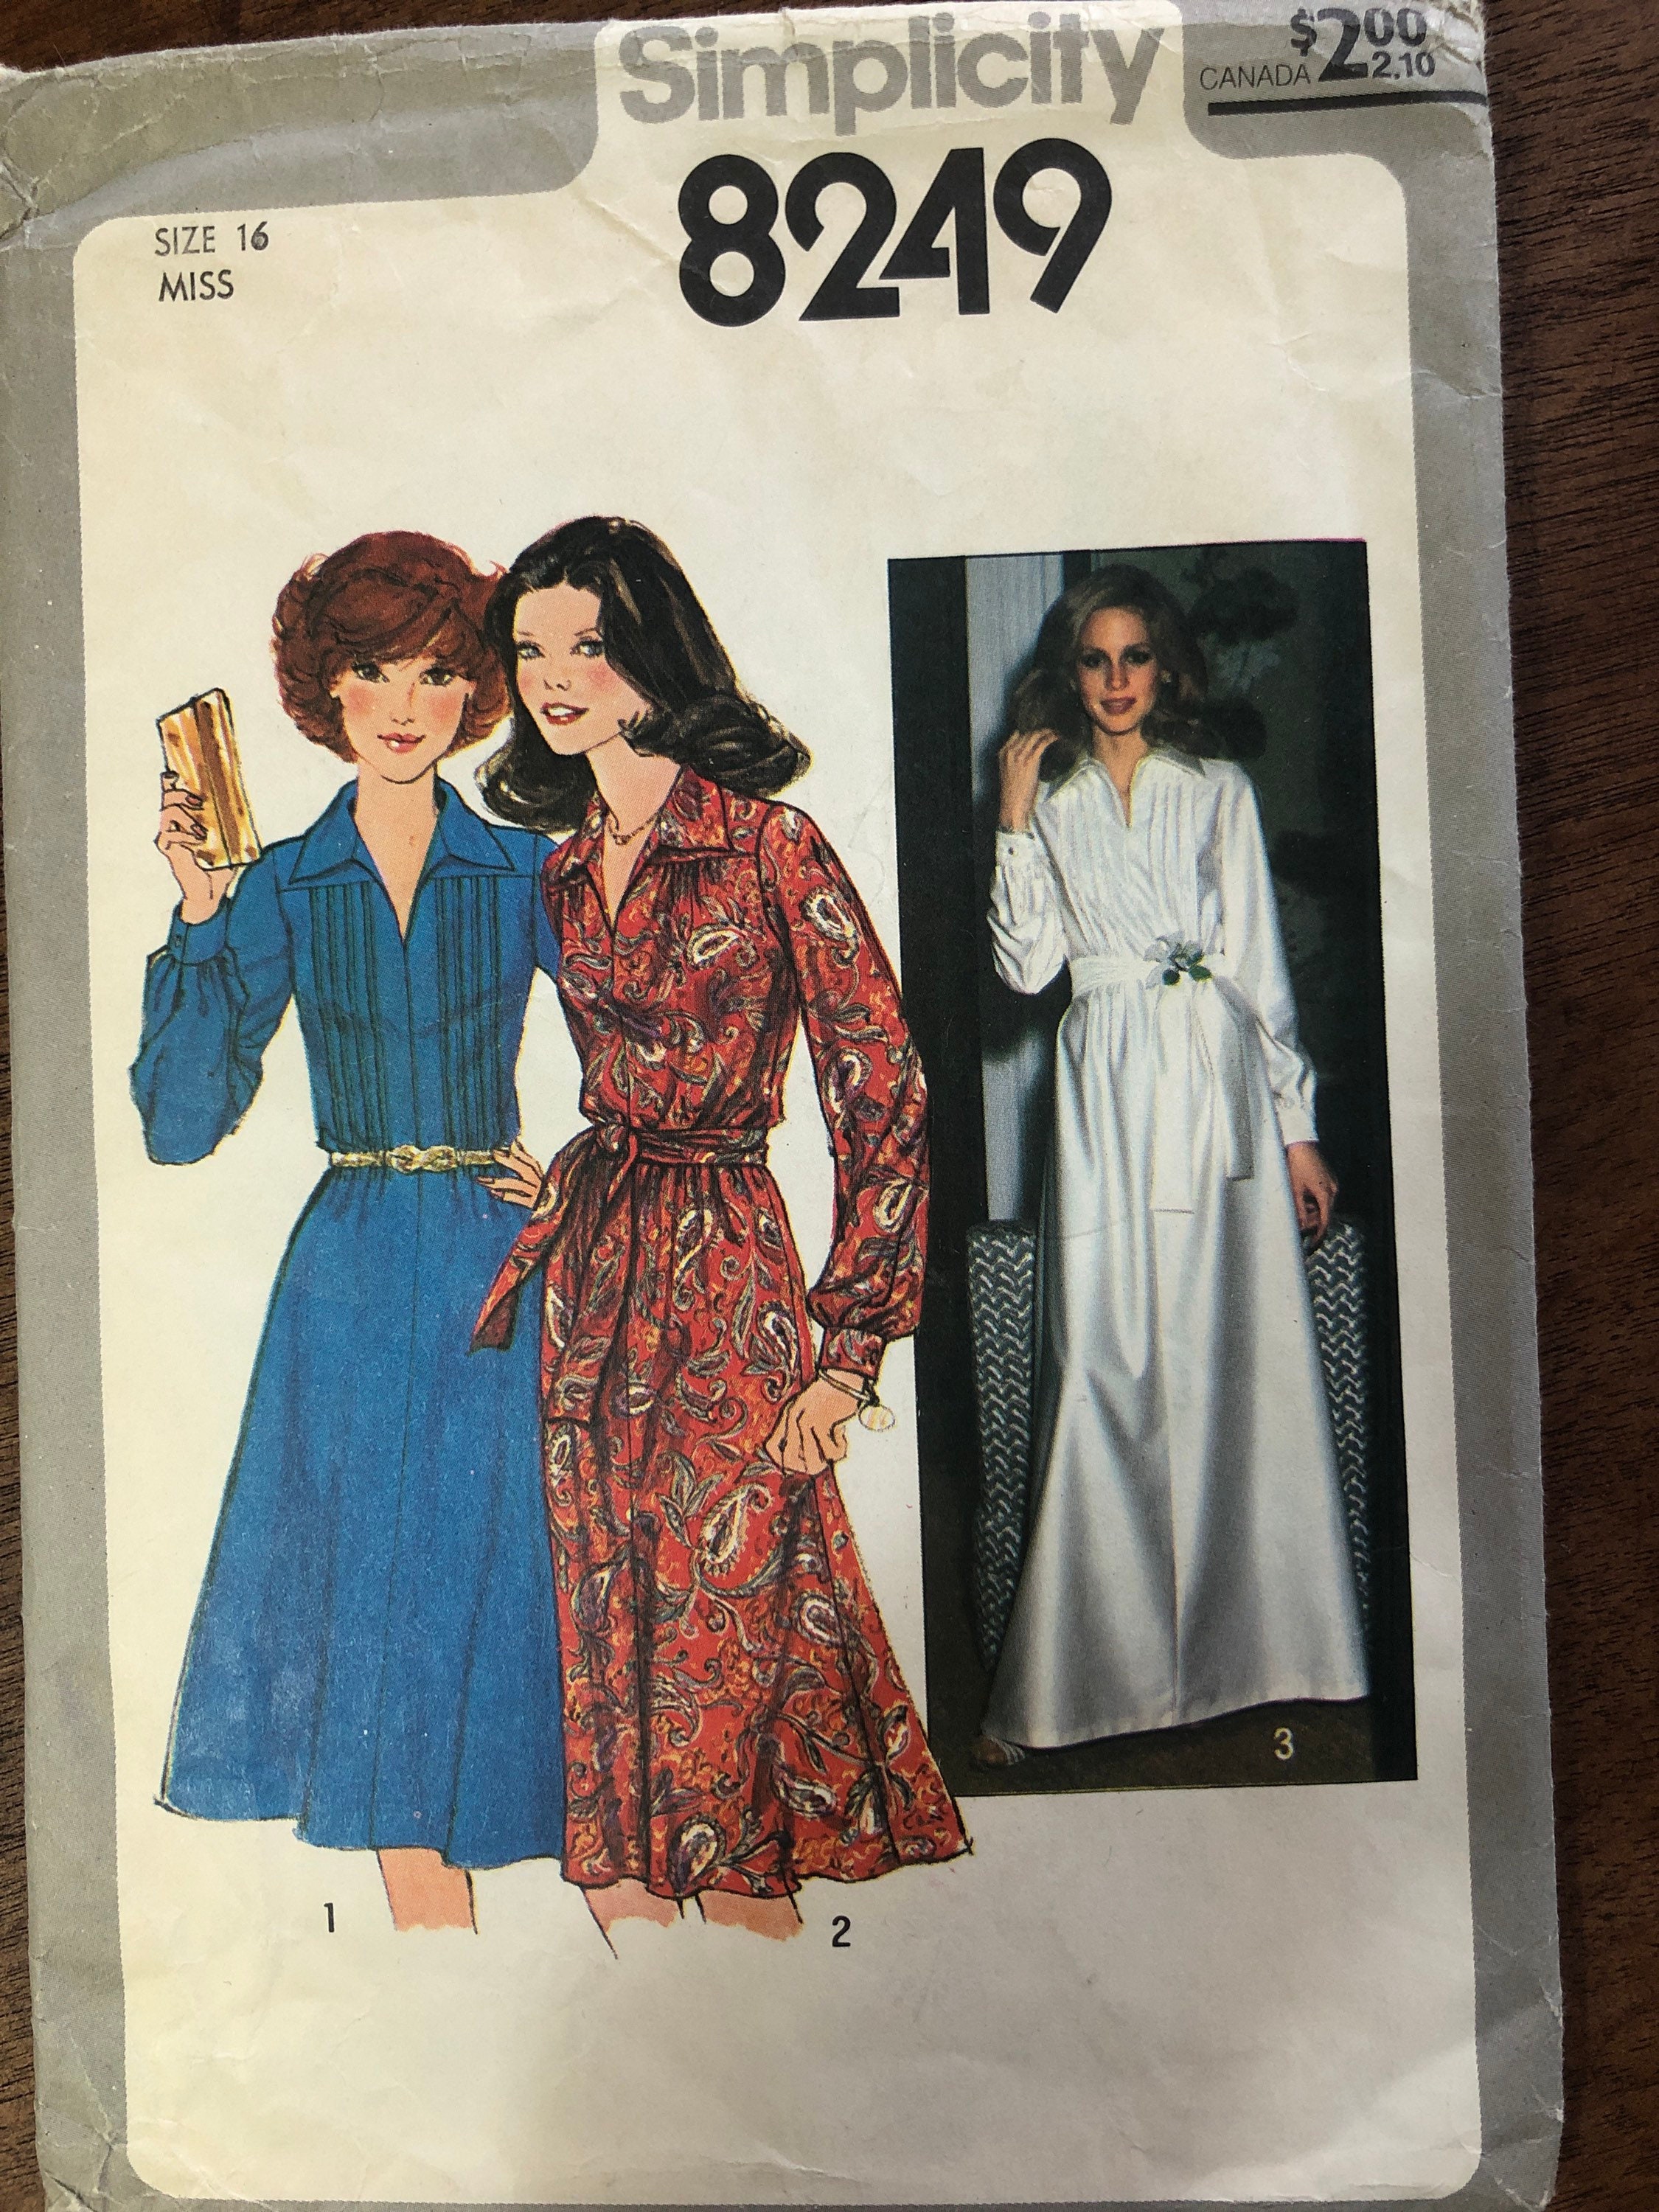 Simplicity
$2.00
CANADA 2.10
8249
SIZE 16
MISS
1
2
3